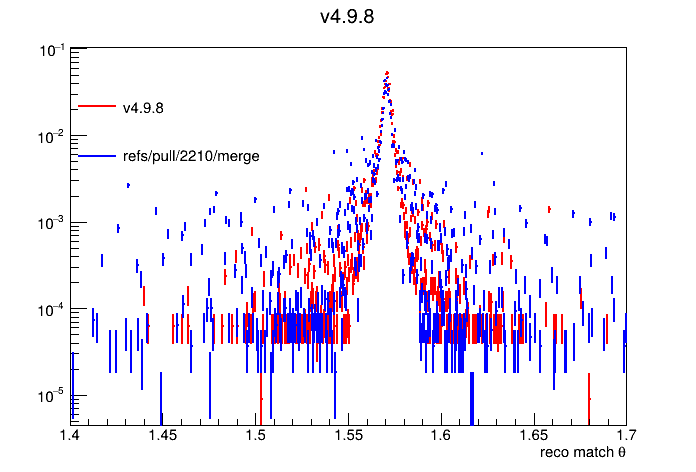 v4.9.8
10⁻¹
v4.9.8
10⁻²
refs/pull/2210/merge
10⁻³
10⁻⁴
10⁻⁵
1.4 1.45 1.5 1.55 1.6 1.65 1.7
reco match θ